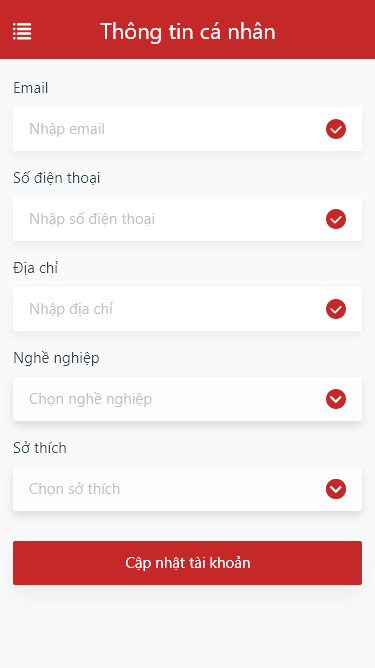 Thông tin cá nhân
Email
Nhập email
Số điện thoại
Nhập số điện thoại
Địa chỉ
Nhập địa chỉ
Nghề nghiệp
Chọn nghề nghiệp
Sở thích
Chọn sở thích
Cập nhật tài khoản